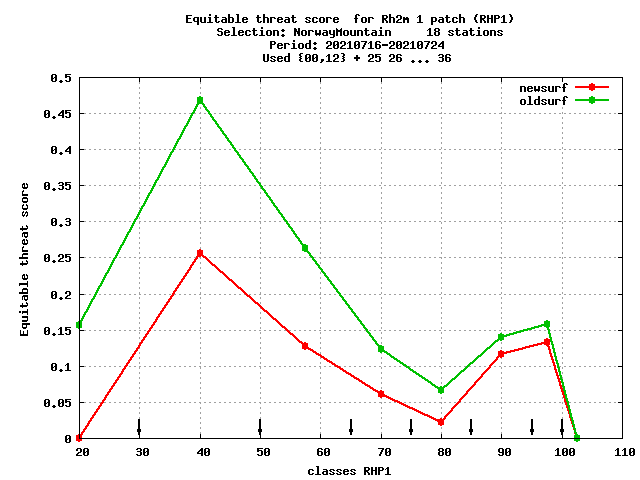 Equitable threat score  for Rh2m 1 patch (RHP1)
Selection: NorwayMountain     18 stations
Period: 20210716-20210724
Used {00,12} + 25 26 ... 36
newsurf
oldsurf
0.5
0.45
0.4
0.35
0.3
0.25
0.2
0.15
0.1
0.05
0
Equitable threat score
20 30 40 50 60 70 80 90 100 110
classes RHP1